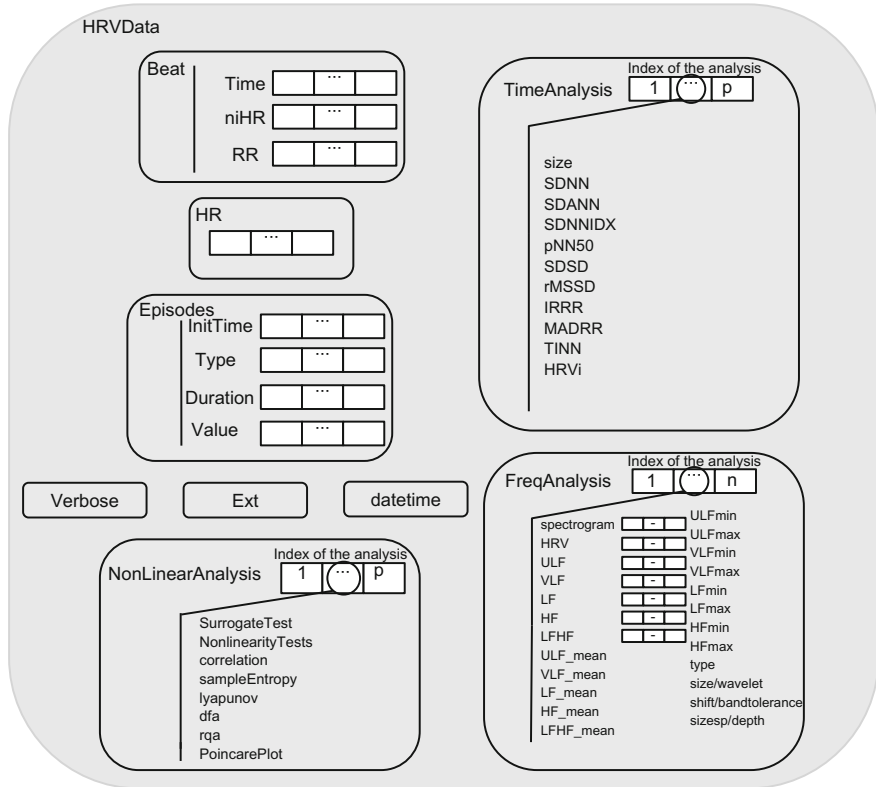 HRVData
Beat
Time ...
niHR ...
RR ...
HR
...
Episodes
InitTime ...
Type ...
Duration ...
Value ...
Verbose
Ext
datetime
NonLinearAnalysis
Index of the analysis
1 ... p
SurrogateTest
NonlinearityTests
correlation
sampleEntropy
lyapunov
dfa
rqa
PoincarePlot
TimeAnalysis
Index of the analysis
1 ... p
size
SDNN
SDANN
SDNNIDX
pNN50
SDSD
rMSSD
IRRR
MADRR
TINN
HRVi
FreqAnalysis
Index of the analysis
1 ... n
spectrogram -
HRV -
ULF -
VLF -
LF -
HF -
LFHF -
ULF_mean
VLF_mean
LF_mean
HF_mean
LFHF_mean
ULFmin
ULFmax
VLFmin
VLFmax
LFmin
LFmax
HFmin
HFmax
type
size/wavelet
shift/bandtolerance
sizesp/depth